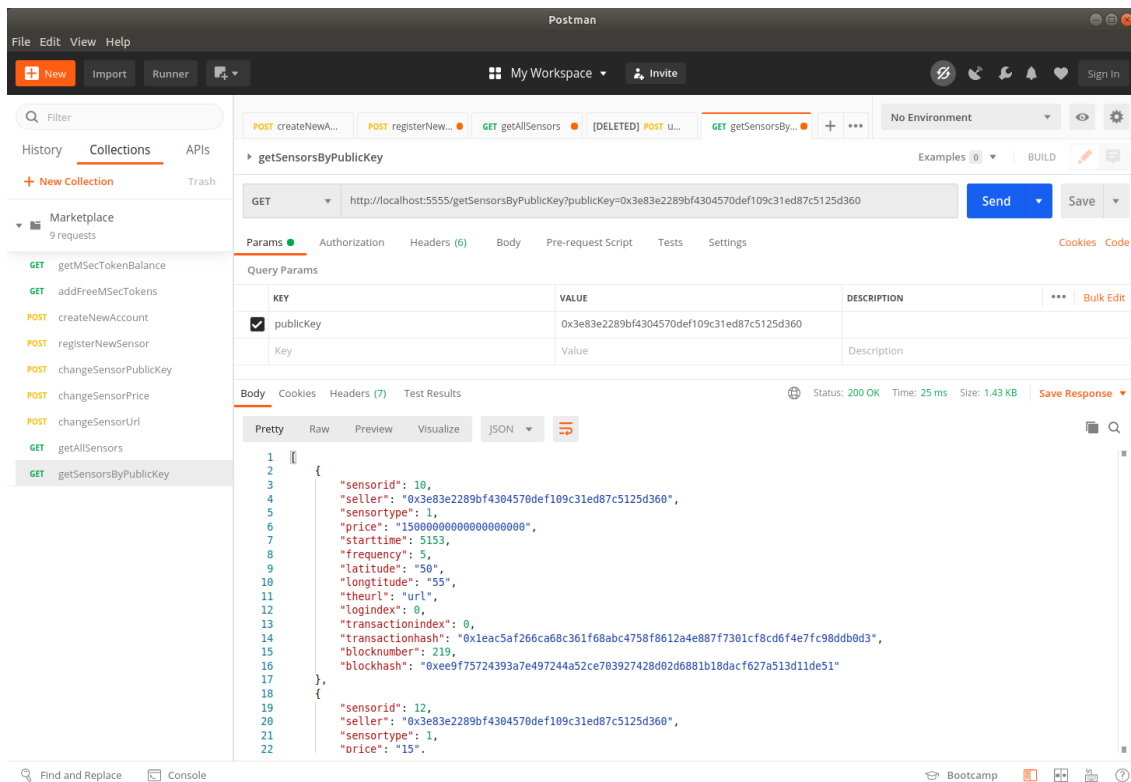 Postman
File Edit View Help
New Import Runner My Workspace Invite Sign In
Filter
History Collections APIs
+ New Collection Trash
Marketplace
9 requests
GET getMSecTokenBalance
GET addFreeMSecTokens
POST createNewAccount
POST registerNewSensor
POST changeSensorPublicKey
POST changeSensorPrice
POST changeSensorUrl
GET getAllSensors
GET getSensorsByPublicKey
POST createNewA... POST registerNew... GET getAllSensors [DELETED] POST u... GET getSensorsBy... + ••• No Environment
getSensorsByPublicKey Examples 0 BUILD
GET http://localhost:5555/getSensorsByPublicKey?publicKey=0x3e83e2289bf4304570def109c31ed87c5125d360 Send Save
Params Authorization Headers (6) Body Pre-request Script Tests Settings Cookies Code
Query Params
KEY VALUE DESCRIPTION ••• Bulk Edit
publicKey 0x3e83e2289bf4304570def109c31ed87c5125d360
Key Value Description
Body Cookies Headers (7) Test Results Status: 200 OK Time: 25 ms Size: 1.43 KB Save Response
Pretty Raw Preview Visualize JSON
1 [
2 {
3 "sensorid": 10,
4 "seller": "0x3e83e2289bf4304570def109c31ed87c5125d360",
5 "sensortype": 1,
6 "price": "15000000000000000000",
7 "starttime": 5153,
8 "frequency": 5,
9 "latitude": "50",
10 "longtitude": "55",
11 "theurl": "url",
12 "logindex": 0,
13 "transactionindex": 0,
14 "transactionhash": "0x1eac5af266ca68c361f68abc4758f8612a4e887f7301cf8cd6f4e7fc98ddb0d3",
15 "blocknumber": 219,
16 "blockhash": "0xee9f75724393a7e497244a52ce703927428d02d6881b18dacf627a513d11de51"
17 },
18 {
19 "sensorid": 12,
20 "seller": "0x3e83e2289bf4304570def109c31ed87c5125d360",
21 "sensortype": 1,
22 "price": "15",
Find and Replace Console Bootcamp